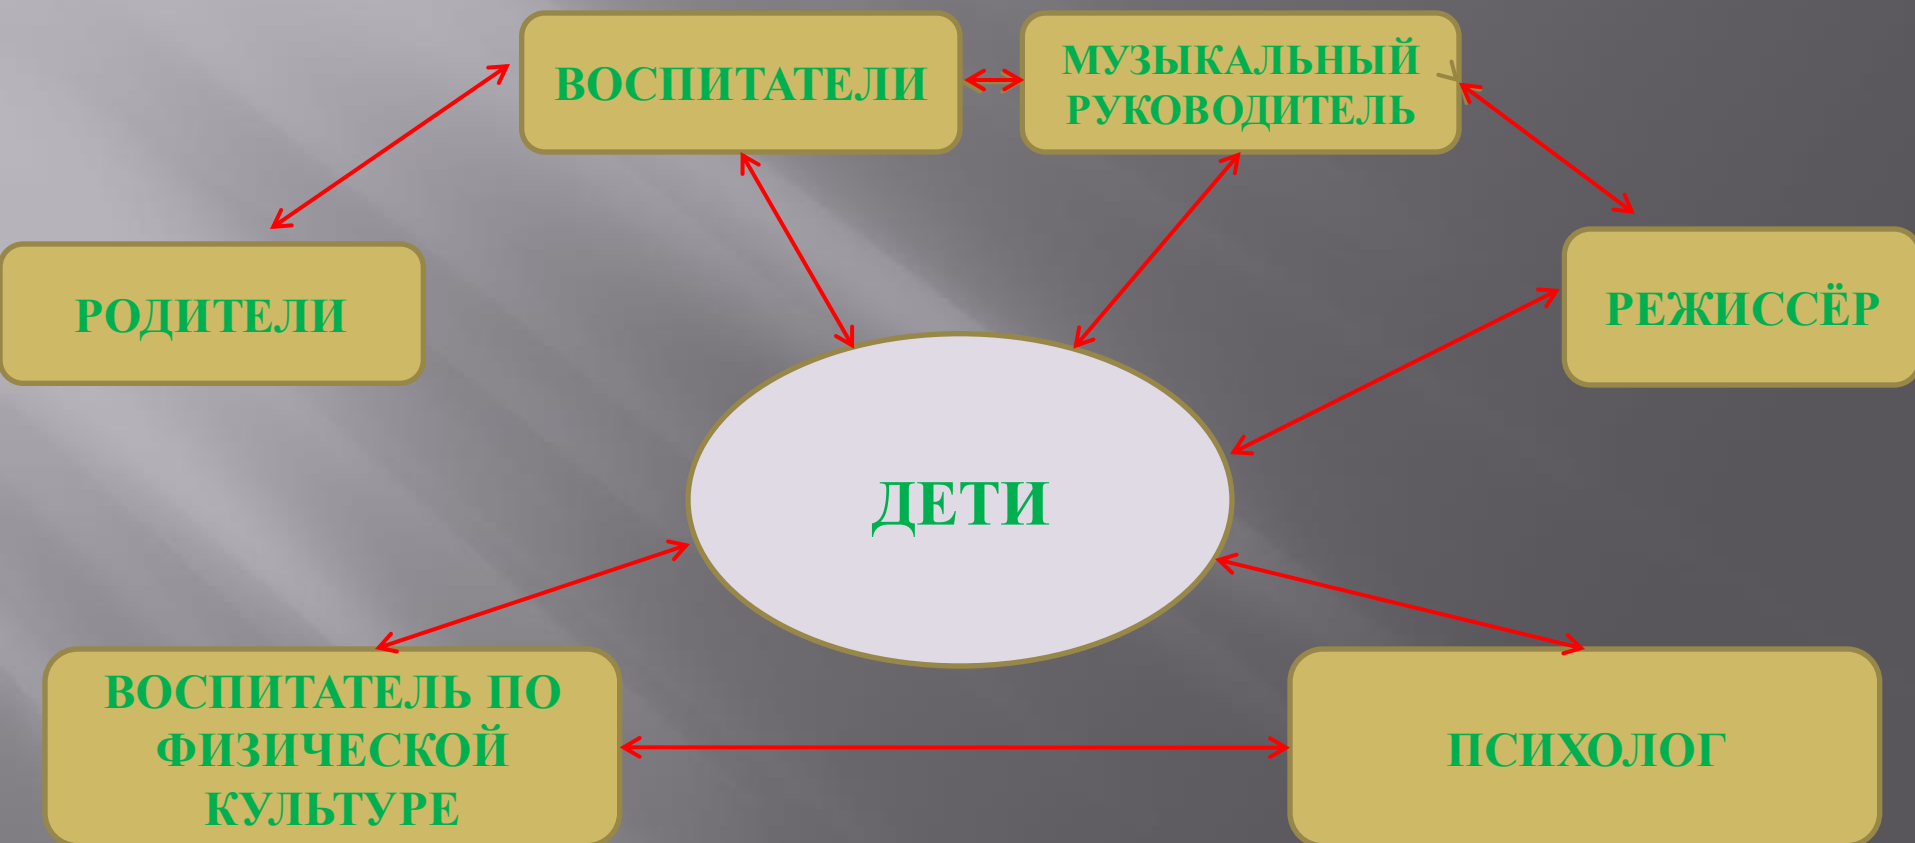 ВОСПИТАТЕЛИ
МУЗЫКАЛЬНЫЙ
РУКОВОДИТЕЛЬ
РОДИТЕЛИ
РЕЖИССЁР
ДЕТИ
ВОСПИТАТЕЛЬ ПО
ФИЗИЧЕСКОЙ
КУЛЬТУРЕ
ПСИХОЛОГ